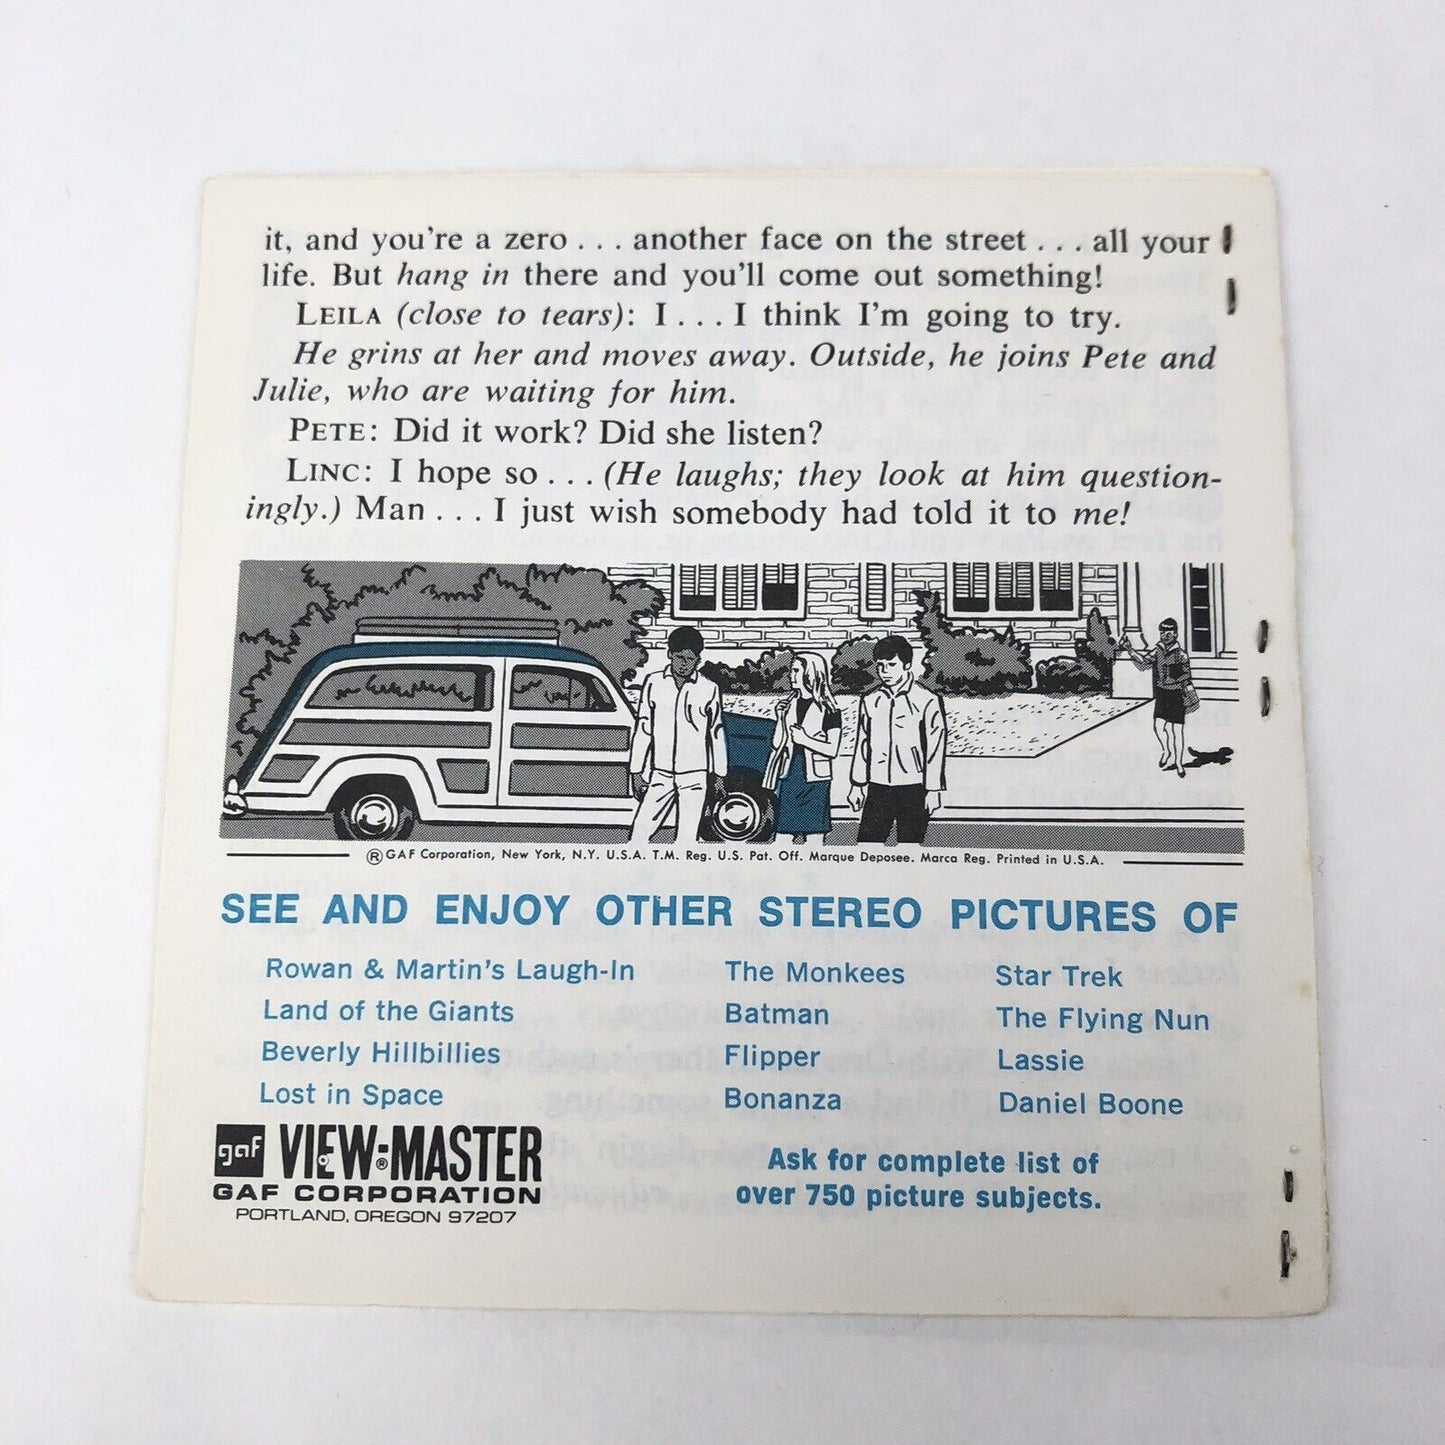 it, and you're a zero . . . another face on the street . . . all your
life. But hang in there and you'll come out something!
LEILA (close to tears): I . . . I think I'm going to try.
He grins at her and moves away. Outside, he joins Pete and
Julie, who are waiting for him.
PETE: Did it work? Did she listen?
LINC: I hope so . . . (He laughs; they look at him question-
ingly.) Man . . . I just wish somebody had told it to me!
® GAF Corporation, New York, N.Y. U.S.A. T.M. Reg. U.S. Pat. Off. Marque Deposee. Marca Reg. Printed in U.S.A.
SEE AND ENJOY OTHER STEREO PICTURES OF
Rowan & Martin's Laugh-In
Land of the Giants
Beverly Hillbillies
Lost in Space
The Monkees
Batman
Flipper
Bonanza
Star Trek
The Flying Nun
Lassie
Daniel Boone
gaf VIEW-MASTER®
GAF CORPORATION
PORTLAND, OREGON 97207
Ask for complete list of
over 750 picture subjects.